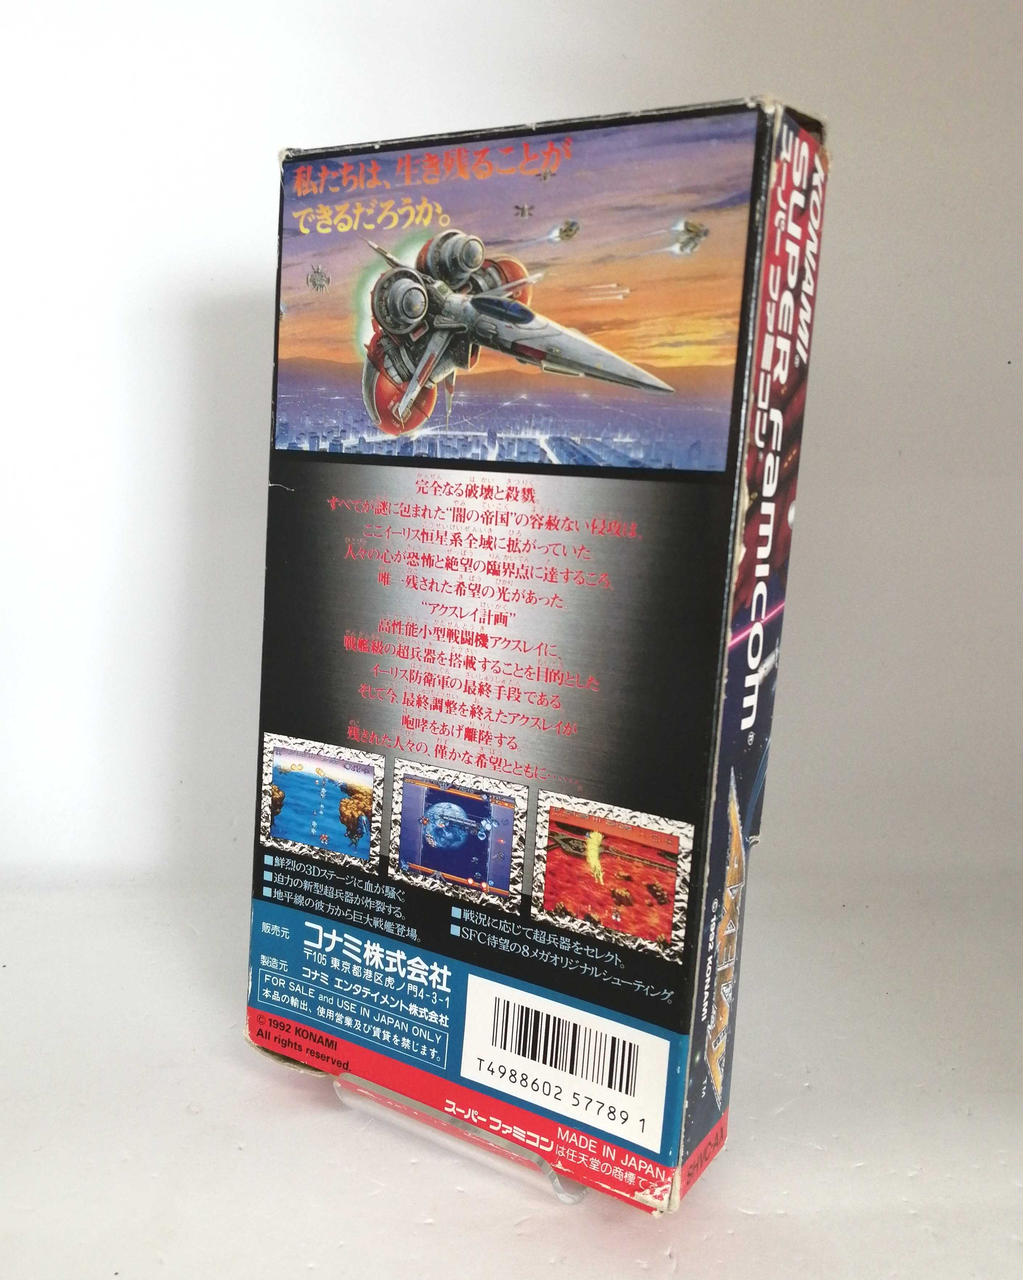 私たちは、生き残ることが
できるだろうか。
完全なる破壊と殺戮。
すべてが謎に包まれた"闇の帝国"の容赦ない侵攻は、
ここイーリス恒星系全域に拡がっていた。
人々の心が恐怖と絶望の臨界点に達するころ、
唯一残された希望の光があった。
"アクスレイ計画"
高性能小型戦闘機アクスレイに、
戦艦級の超兵器を搭載することを目的とした
イーリス防衛軍の最終手段である。
そして今、最終調整を終えたアクスレイが
咆哮をあげ離陸する。
残された人々の、僅かな希望とともに……
■鮮烈の3Dステージに血が騒ぐ。
■迫力の新型超兵器が炸裂する。
■地平線の彼方から巨大戦艦登場。
■戦況に応じて超兵器をセレクト。
■SFC待望の8メガオリジナルシューティング。
販売元 コナミ株式会社
〒105 東京都港区虎ノ門4-3-1
製造元 コナミ エンタテイメント株式会社
FOR SALE and USE IN JAPAN ONLY
本品の輸出、使用営業及び賃貸を禁じます。
©1992 KONAMI
All rights reserved.
T4988602 577891
MADE IN JAPAN
スーパーファミコンは任天堂の商標です
KONAMI®
SUPER Famicom®
スーパーファミコン
© 1992 KONAMI
TM
SHVC-AX